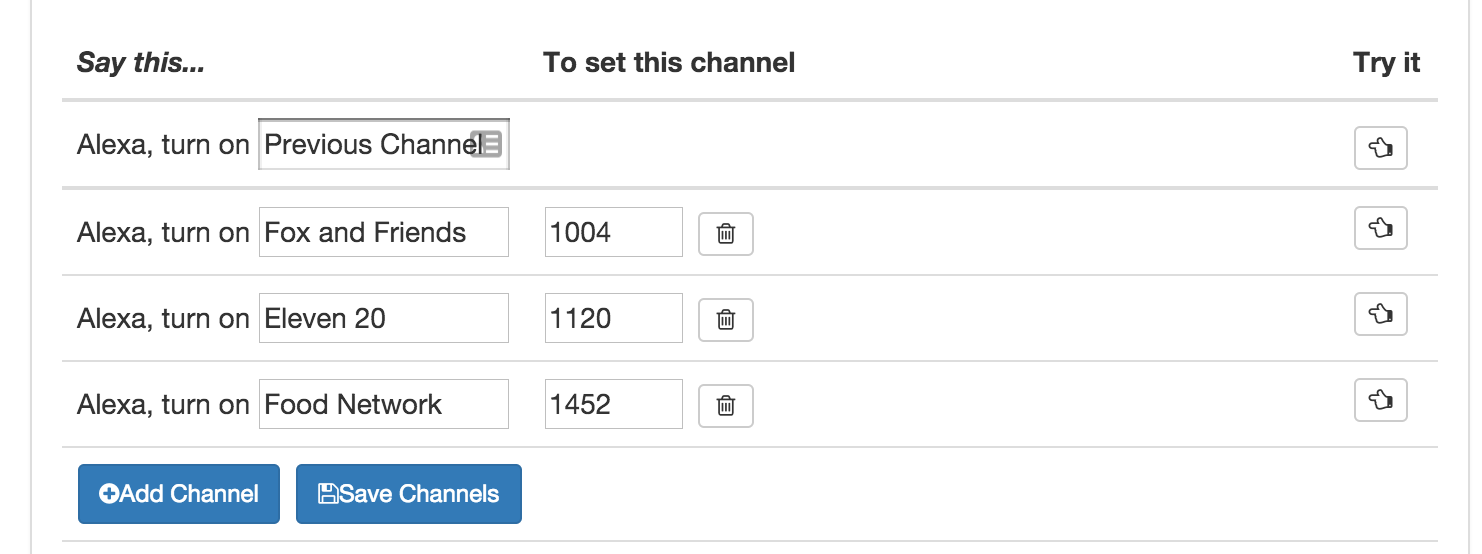 Say this... To set this channel Try it
Alexa, turn on Previous Channel
Alexa, turn on Fox and Friends 1004
Alexa, turn on Eleven 20 1120
Alexa, turn on Food Network 1452
Add Channel Save Channels